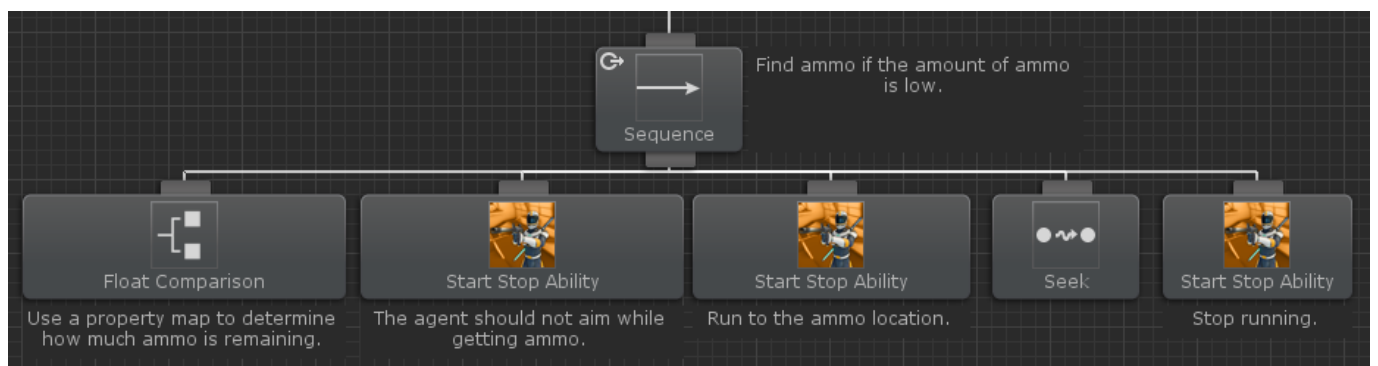 Find ammo if the amount of ammo
is low.
Sequence
Float Comparison
Start Stop Ability
Start Stop Ability
Seek
Start Stop Ability
Use a property map to determine
how much ammo is remaining.
The agent should not aim while
getting ammo.
Run to the ammo location.
Stop running.